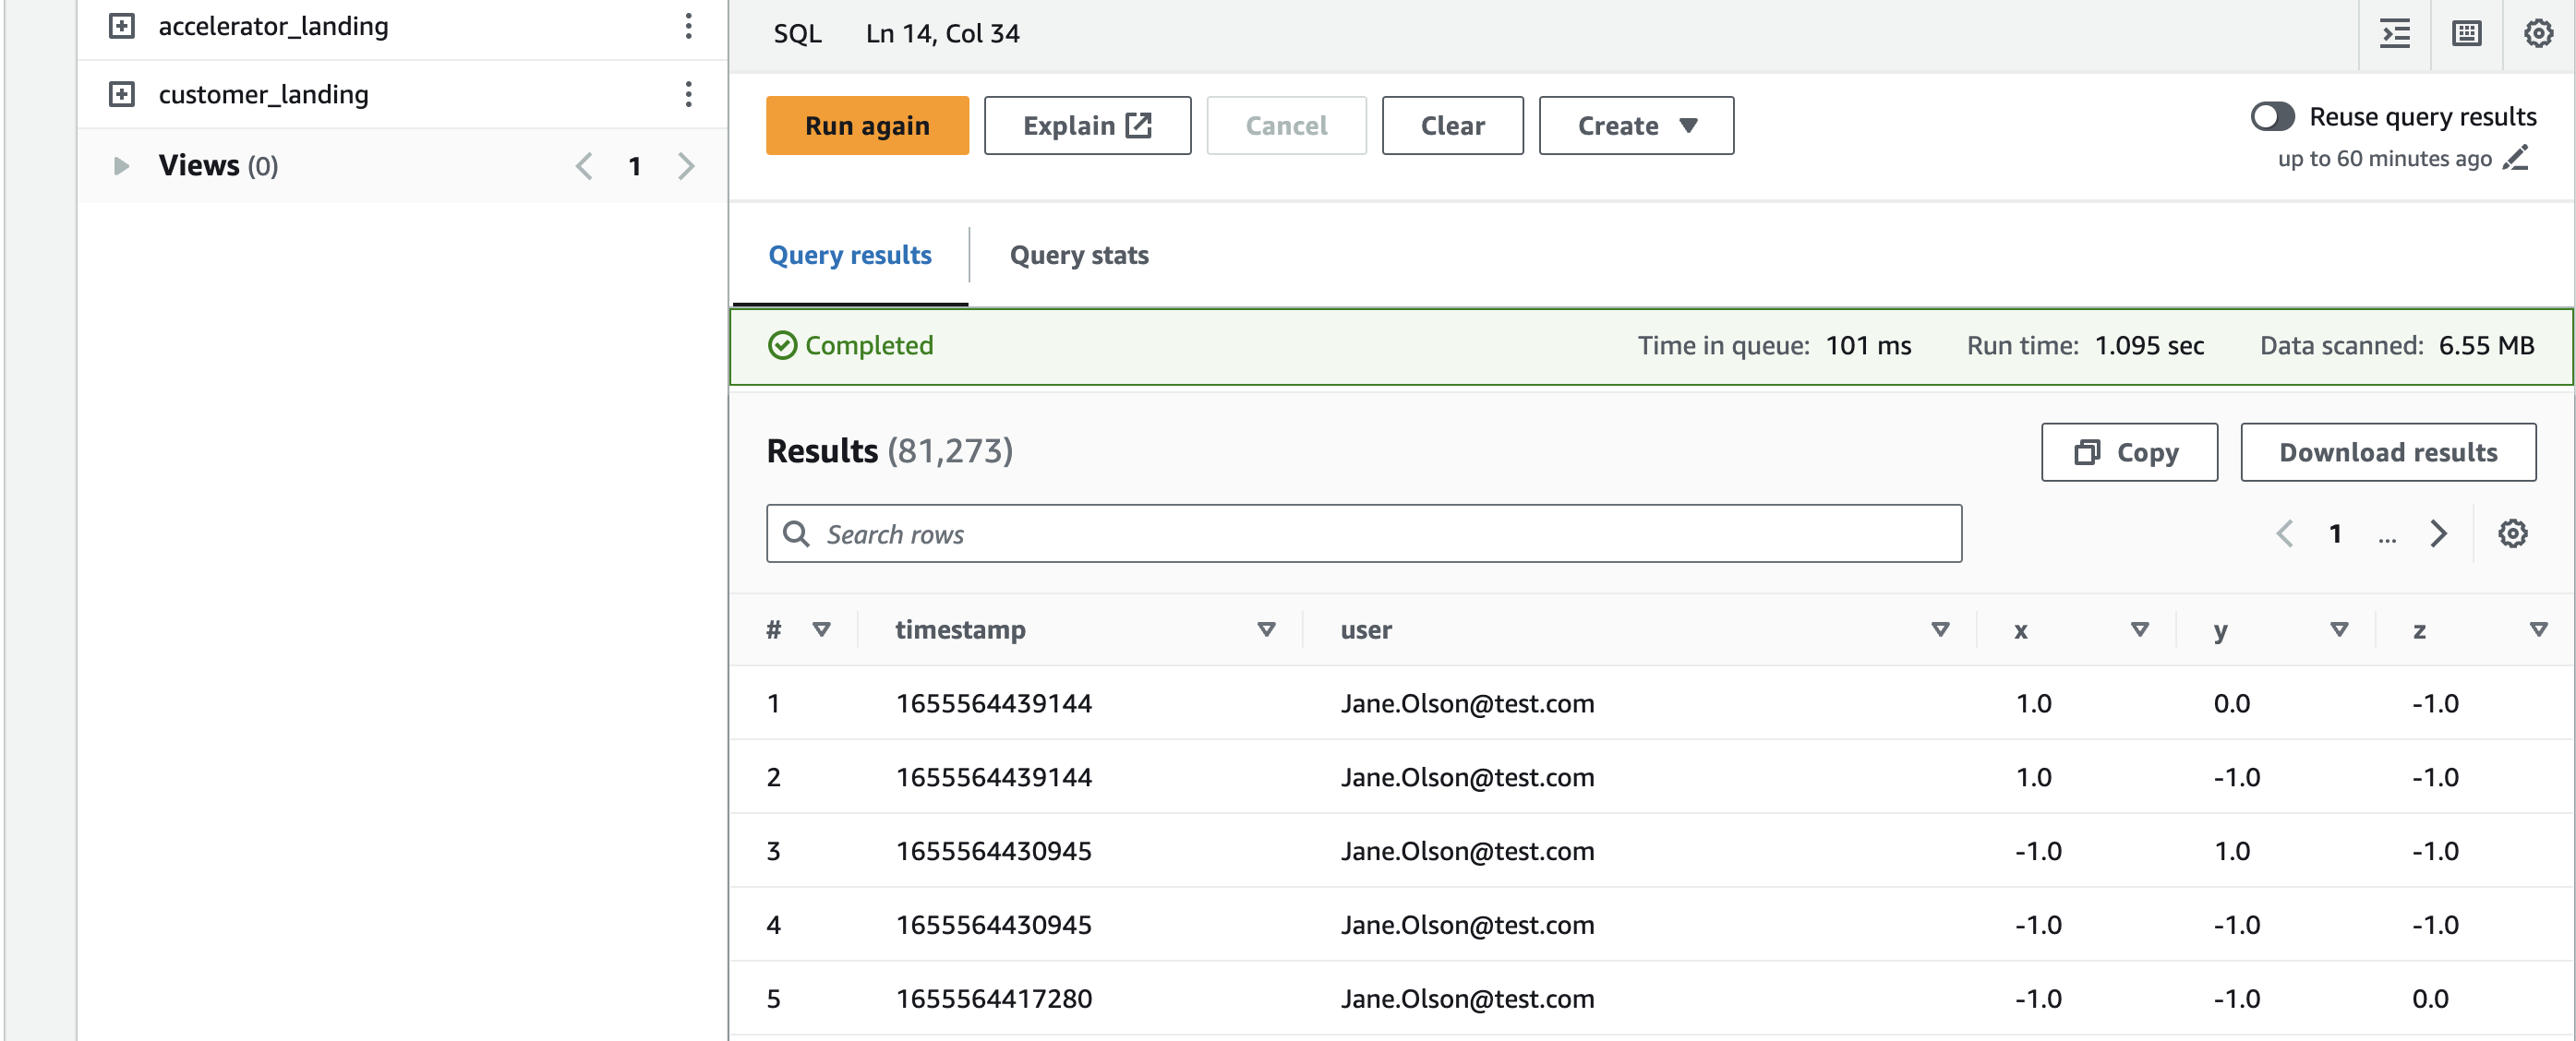 accelerator_landing
customer_landing
Views (0) 1
SQL Ln 14, Col 34
Run again Explain Cancel Clear Create
Reuse query results
up to 60 minutes ago
Query results Query stats
Completed Time in queue: 101 ms Run time: 1.095 sec Data scanned: 6.55 MB
Results (81,273) Copy Download results
Search rows 1 ...
# timestamp user x y z
1 1655564439144 Jane.Olson@test.com 1.0 0.0 -1.0
2 1655564439144 Jane.Olson@test.com 1.0 -1.0 -1.0
3 1655564430945 Jane.Olson@test.com -1.0 1.0 -1.0
4 1655564430945 Jane.Olson@test.com -1.0 -1.0 -1.0
5 1655564417280 Jane.Olson@test.com -1.0 -1.0 0.0